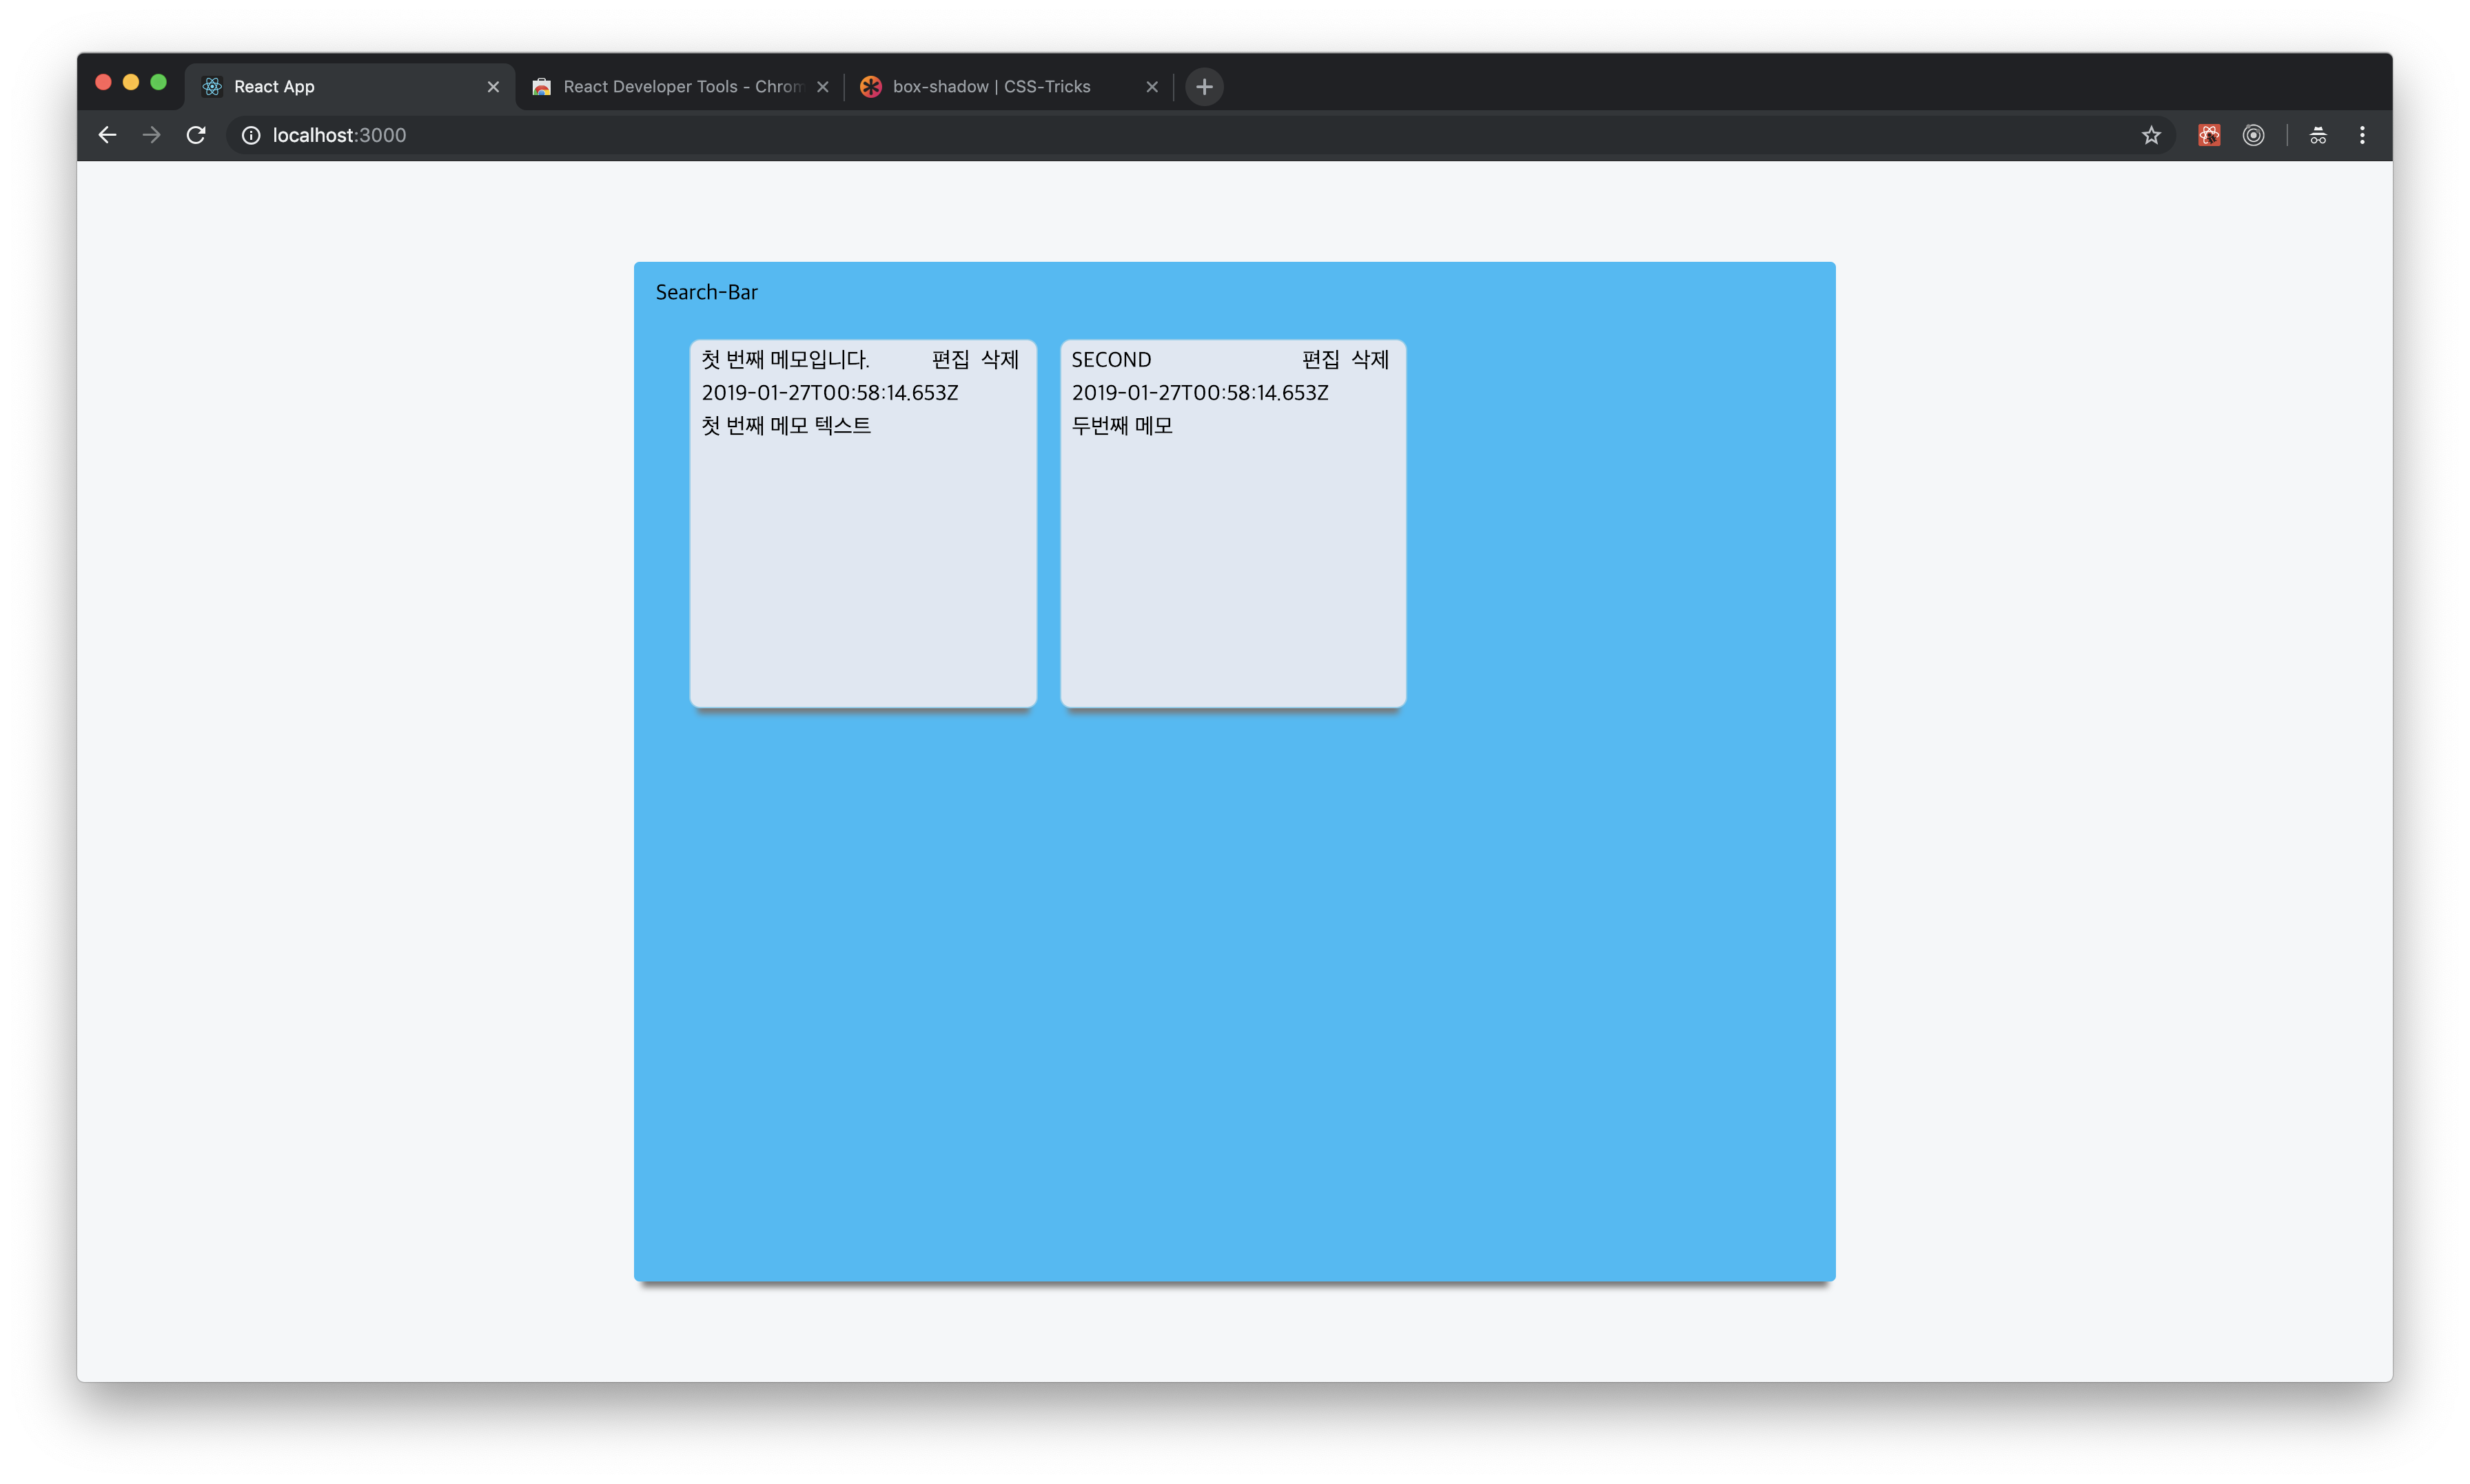 React App
React Developer Tools - Chrom
box-shadow | CSS-Tricks
localhost:3000
Search-Bar
첫 번째 메모입니다. 편집 삭제
2019-01-27T00:58:14.653Z
첫 번째 메모 텍스트
SECOND 편집 삭제
2019-01-27T00:58:14.653Z
두번째 메모